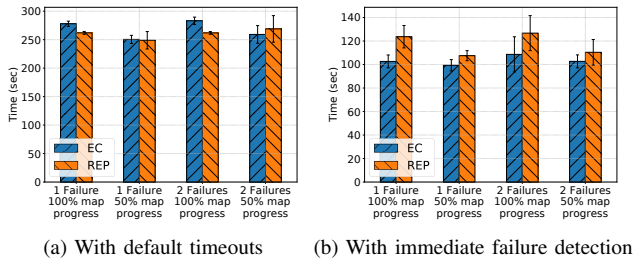 300
250
200
150
100
50
0
Time (sec)
EC
REP
1 Failure
100% map
progress
1 Failure
50% map
progress
2 Failures
100% map
progress
2 Failures
50% map
progress
(a) With default timeouts
140
120
100
80
60
40
20
0
Time (sec)
EC
REP
1 Failure
100% map
progress
1 Failure
50% map
progress
2 Failures
100% map
progress
2 Failures
50% map
progress
(b) With immediate failure detection